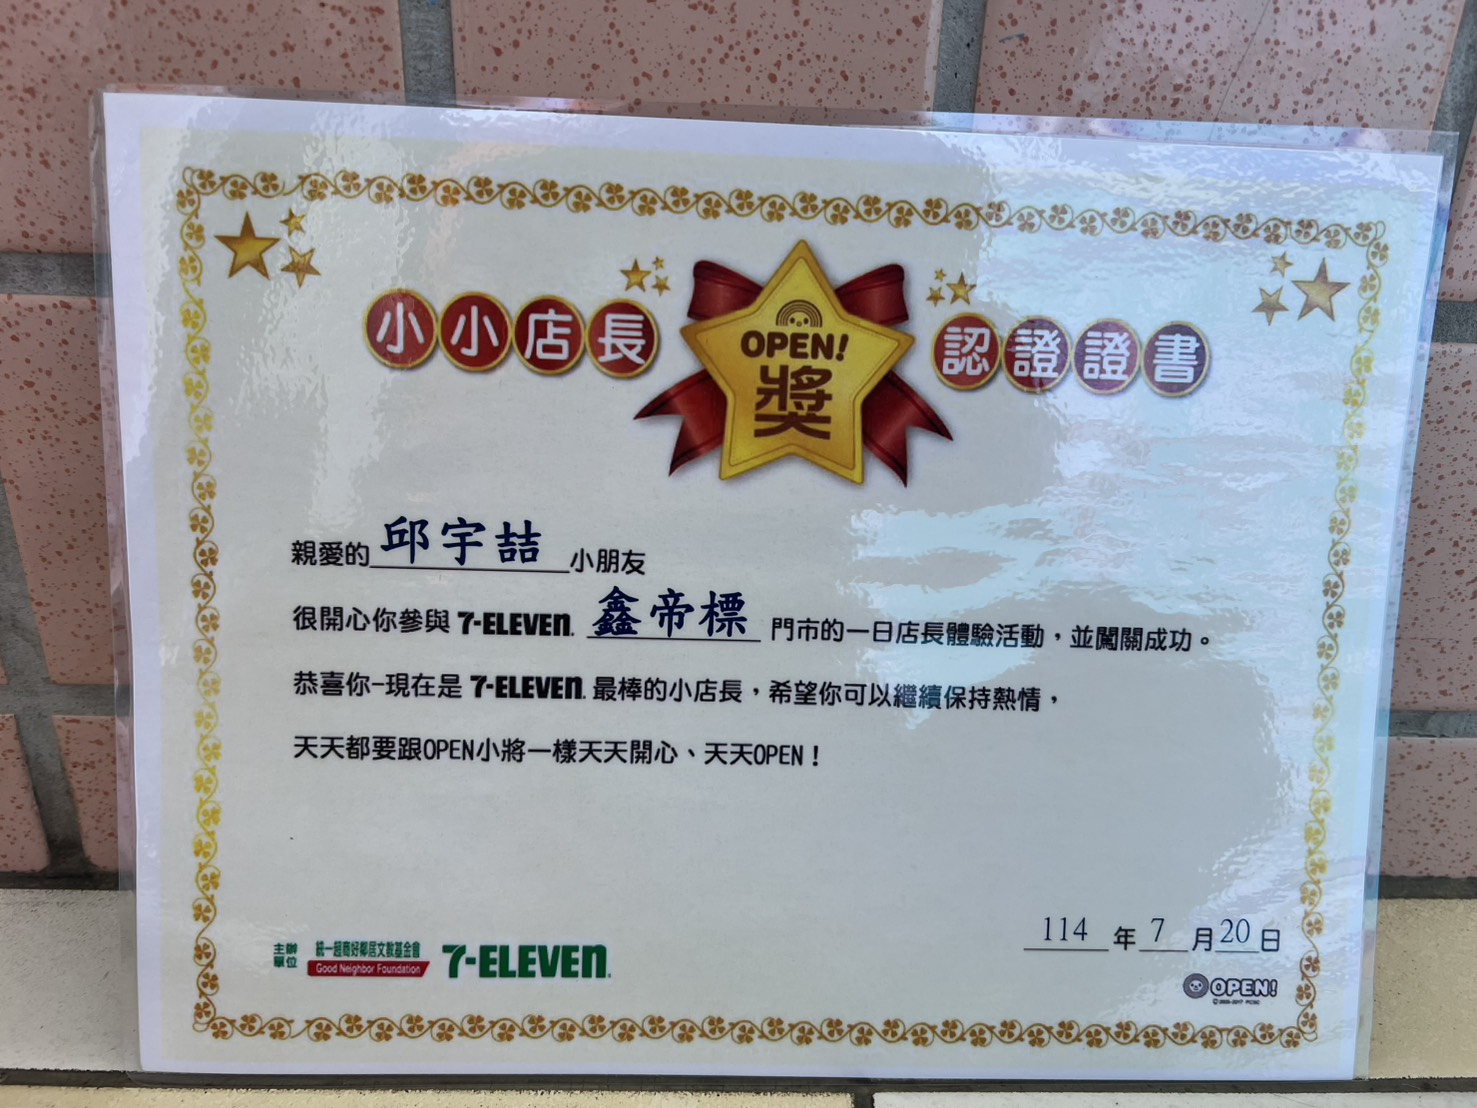 小小店長 OPEN!獎 認證證書
親愛的邱宇喆小朋友
很開心你參與 7-ELEVEN. 鑫帝標 門市的一日店長體驗活動，並闖關成功。
恭喜你-現在是 7-ELEVEN. 最棒的小店長，希望你可以繼續保持熱情，
天天都要跟OPEN小將一樣天天開心、天天OPEN！
114 年 7 月 20 日
主辦單位 統一超商好鄰居文教基金會 7-ELEVEN.
Good Neighbor Foundation
OPEN!